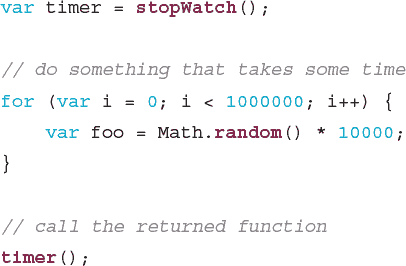 var timer = stopWatch();
// do something that takes some time
for (var i = 0; i < 1000000; i++) {
    var foo = Math.random() * 10000;
}
// call the returned function
timer();